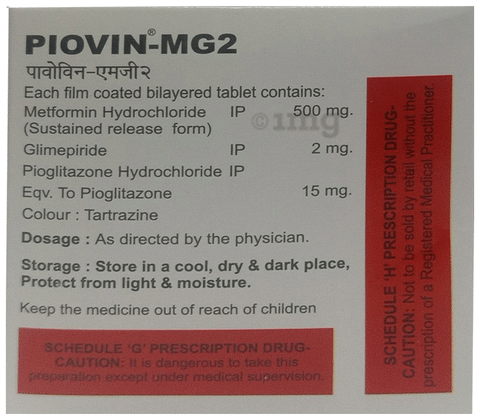 PIOVIN®-MG2
पायोविन-एमजी२
Each film coated bilayered tablet contains:
Metformin Hydrochloride IP 500 mg.
(Sustained release form)
Glimepiride IP 2 mg.
Pioglitazone Hydrochloride IP
Eqv. To Pioglitazone 15 mg.
Colour : Tartrazine
Dosage : As directed by the physician.
Storage : Store in a cool, dry & dark place,
Protect from light & moisture.
Keep the medicine out of reach of children
SCHEDULE 'G' PRESCRIPTION DRUG-
CAUTION: It is dangerous to take this
preparation except under medical supervision.
SCHEDULE 'H' PRESCRIPTION DRUG-
CAUTION: Not to be sold by retail without the
prescription of a Registered Medical Practitioner.
©1mg